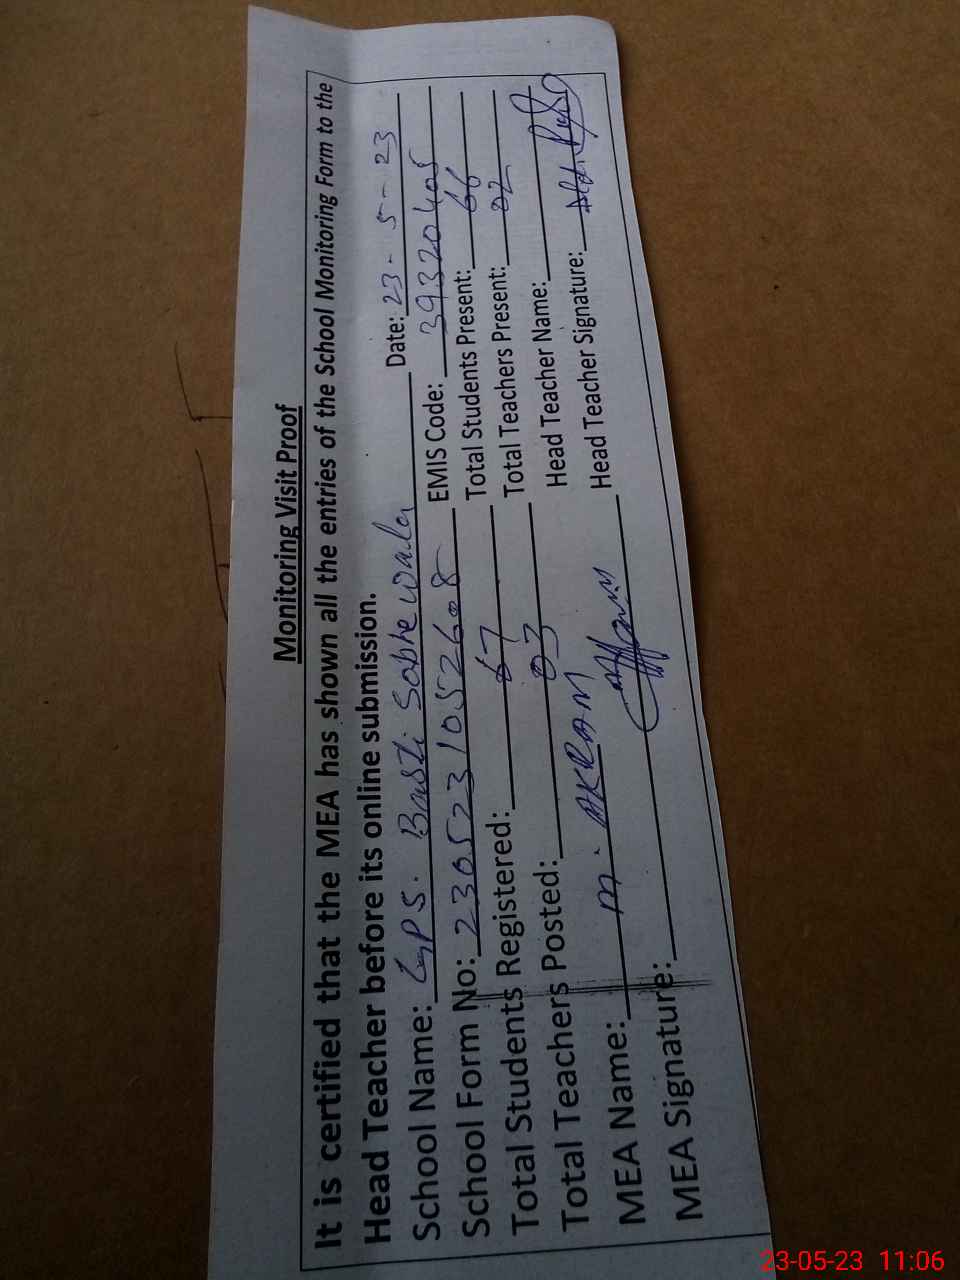 Monitoring Visit Proof
It is certified that the MEA has shown all the entries of the School Monitoring Form to the
Head Teacher before its online submission.
School Name: GPS. Basti Sobhe wala Date: 23-5-23
School Form No: 23052310526008 EMIS Code: 39320405
Total Students Registered: 67 Total Students Present: 66
Total Teachers Posted: 03 Total Teachers Present: 02
MEA Name: M. AKRAM Head Teacher Name:
MEA Signature: Head Teacher Signature:
23-05-23 11:06